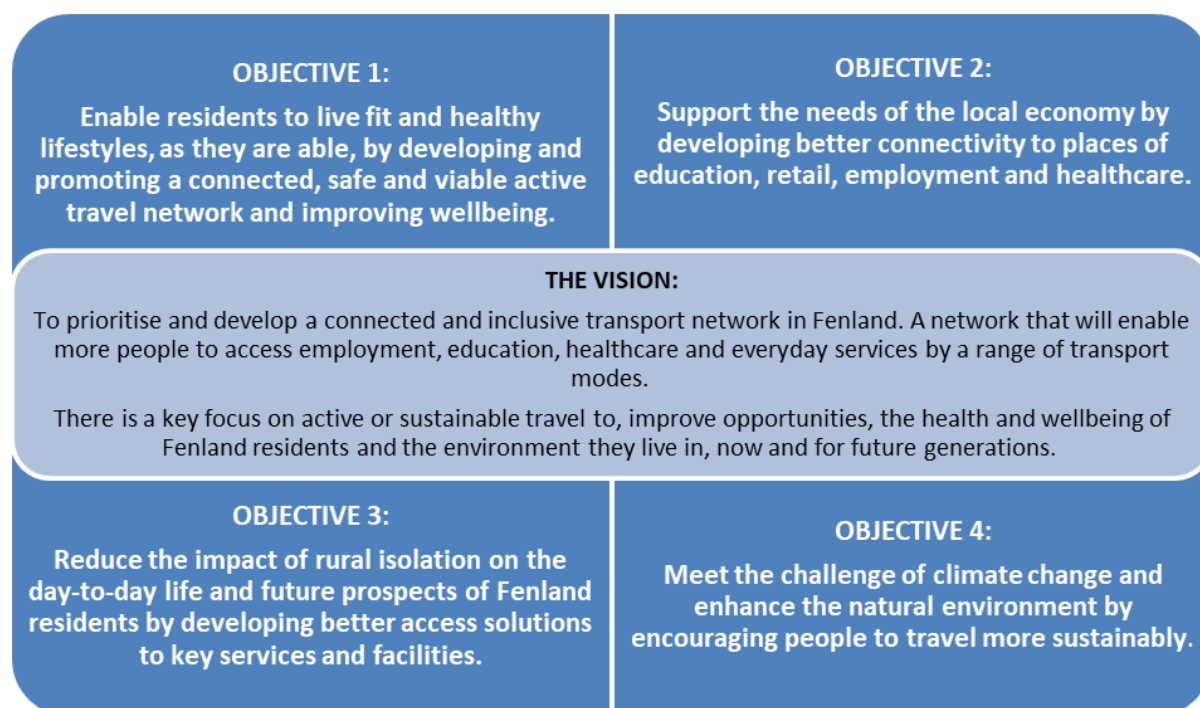 OBJECTIVE 1:
Enable residents to live fit and healthy
lifestyles, as they are able, by developing and
promoting a connected, safe and viable active
travel network and improving wellbeing.
OBJECTIVE 2:
Support the needs of the local economy by
developing better connectivity to places of
education, retail, employment and healthcare.
THE VISION:
To prioritise and develop a connected and inclusive transport network in Fenland. A network that will enable
more people to access employment, education, healthcare and everyday services by a range of transport
modes.
There is a key focus on active or sustainable travel to, improve opportunities, the health and wellbeing of
Fenland residents and the environment they live in, now and for future generations.
OBJECTIVE 3:
Reduce the impact of rural isolation on the
day-to-day life and future prospects of Fenland
residents by developing better access solutions
to key services and facilities.
OBJECTIVE 4:
Meet the challenge of climate change and
enhance the natural environment by
encouraging people to travel more sustainably.